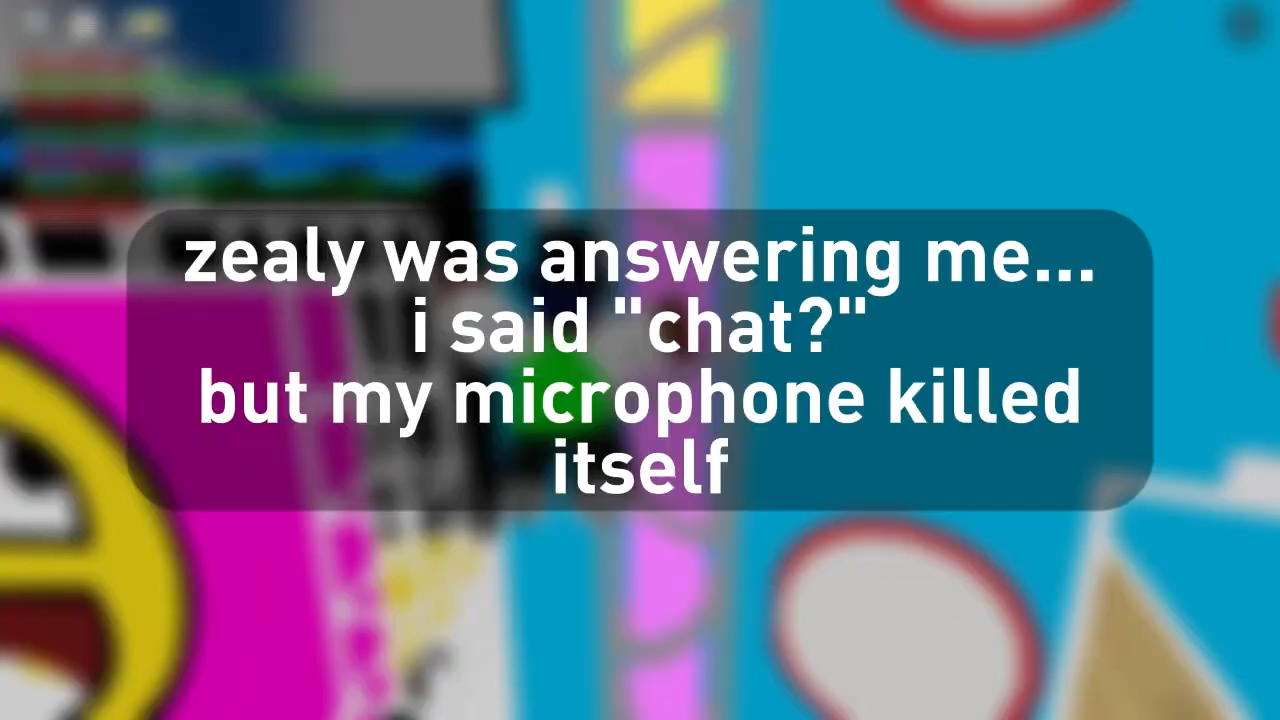 zealy was answering me...
i said "chat?"
but my microphone killed
itself